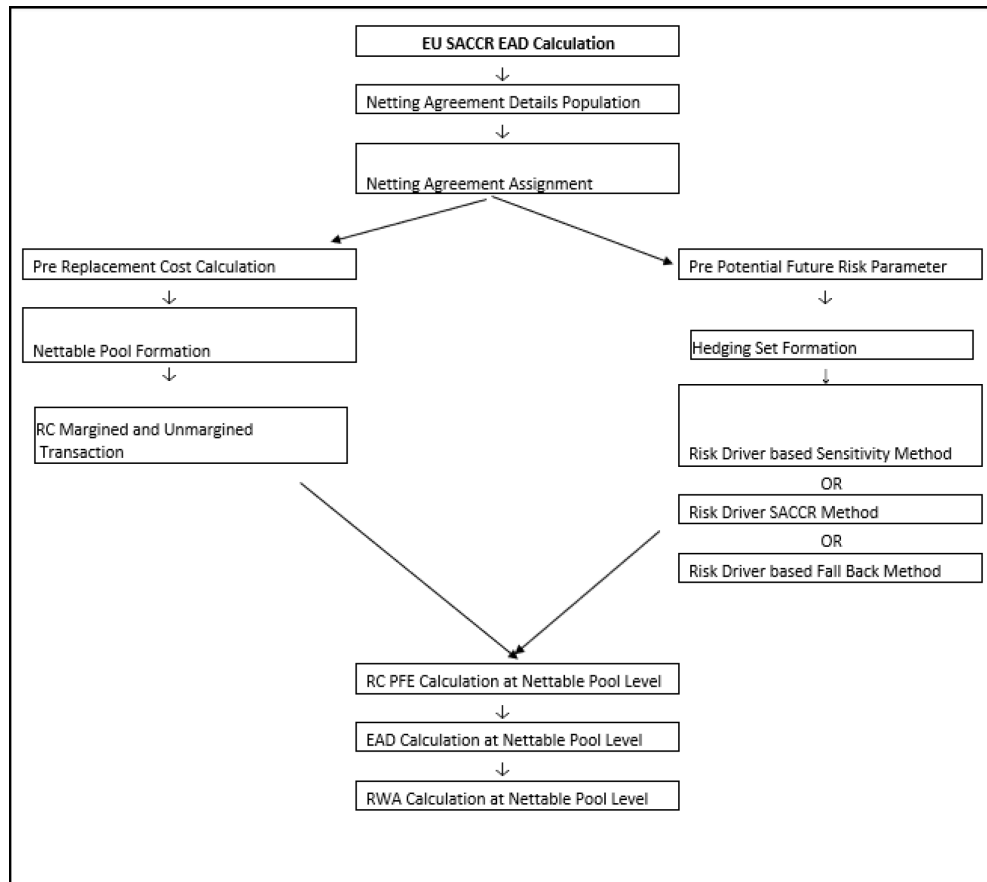 EU SACCR EAD Calculation
Netting Agreement Details Population
Netting Agreement Assignment
Pre Replacement Cost Calculation
Nettable Pool Formation
RC Margined and Unmargined
Transaction
Pre Potential Future Risk Parameter
Hedging Set Formation
Risk Driver based Sensitivity Method
OR
Risk Driver SACCR Method
OR
Risk Driver based Fall Back Method
RC PFE Calculation at Nettable Pool Level
EAD Calculation at Nettable Pool Level
RWA Calculation at Nettable Pool Level